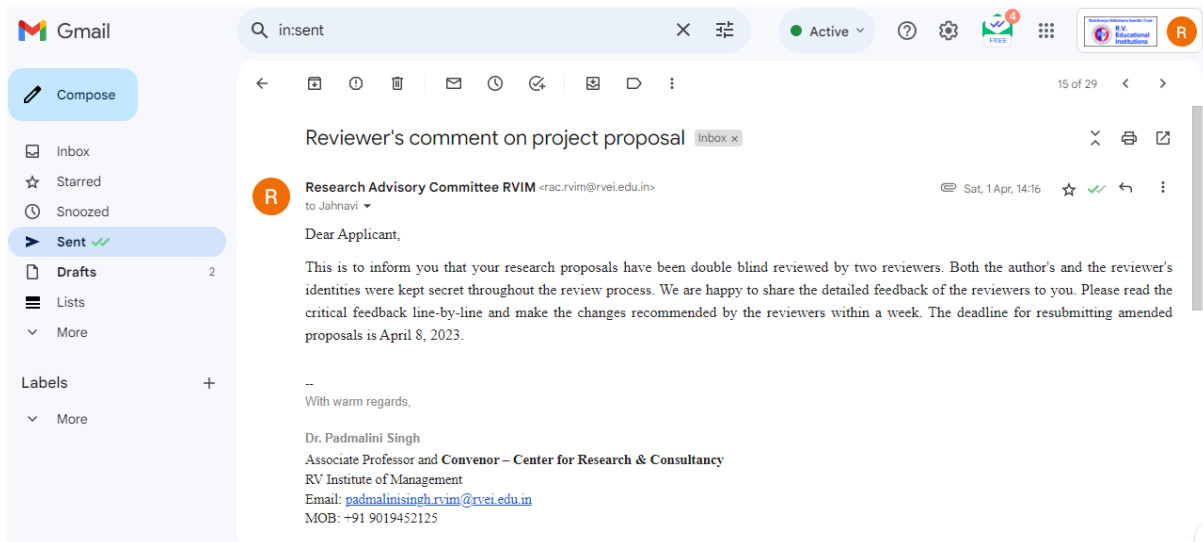 Gmail
in:sent
Active
4
FREE
R.V.
Educational
Institutions
R
Compose
15 of 29
Reviewer's comment on project proposal Inbox ×
Inbox
Starred
Snoozed
Sent
Drafts 2
Lists
More
Labels +
More
R
Research Advisory Committee RVIM <rac.rvim@rvei.edu.in>
Sat, 1 Apr, 14:16
to Jahnavi
Dear Applicant,
This is to inform you that your research proposals have been double blind reviewed by two reviewers. Both the author's and the reviewer's
identities were kept secret throughout the review process. We are happy to share the detailed feedback of the reviewers to you. Please read the
critical feedback line-by-line and make the changes recommended by the reviewers within a week. The deadline for resubmitting amended
proposals is April 8, 2023.
--
With warm regards,
Dr. Padmalini Singh
Associate Professor and Convenor – Center for Research & Consultancy
RV Institute of Management
Email: padmalinisingh.rvim@rvei.edu.in
MOB: +91 9019452125